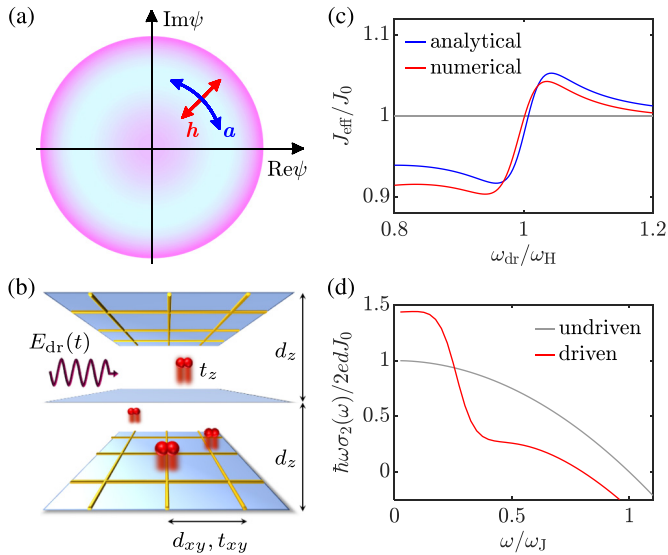 (a)
Imψ
h
a
Reψ
(b)
E_dr(t)
t_z
d_z
d_z
d_xy, t_xy
(c)
J_eff/J_0
1.1
1
0.9
analytical
numerical
0.8
1
1.2
ω_dr/ω_H
(d)
ħωσ_2(ω)/2edJ_0
1.5
1.0
0.5
0
undriven
driven
0
0.5
1
ω/ω_J